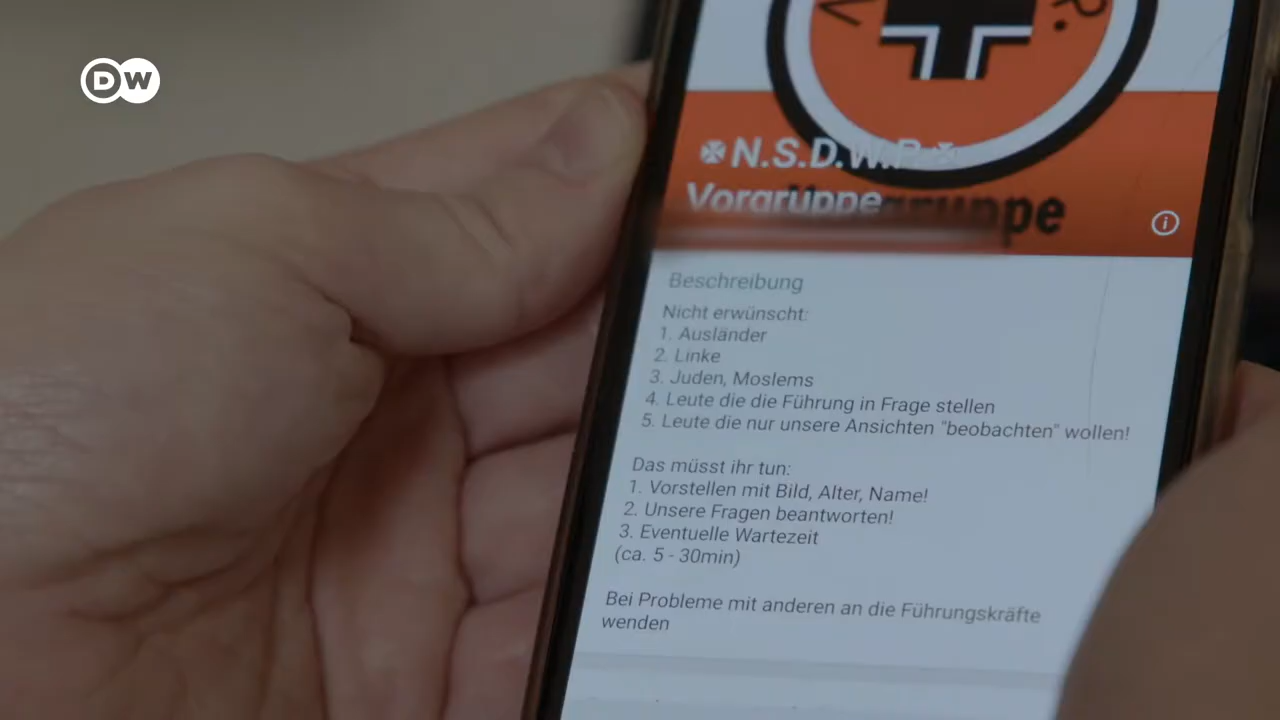 DW
V R.
N.S.D.W.P.
Vorgruppe
Beschreibung
Nicht erwünscht:
1. Ausländer
2. Linke
3. Juden, Moslems
4. Leute die die Führung in Frage stellen
5. Leute die nur unsere Ansichten "beobachten" wollen!
Das müsst ihr tun:
1. Vorstellen mit Bild, Alter, Name!
2. Unsere Fragen beantworten!
3. Eventuelle Wartezeit
(ca. 5 - 30min)
Bei Probleme mit anderen an die Führungskräfte
wenden